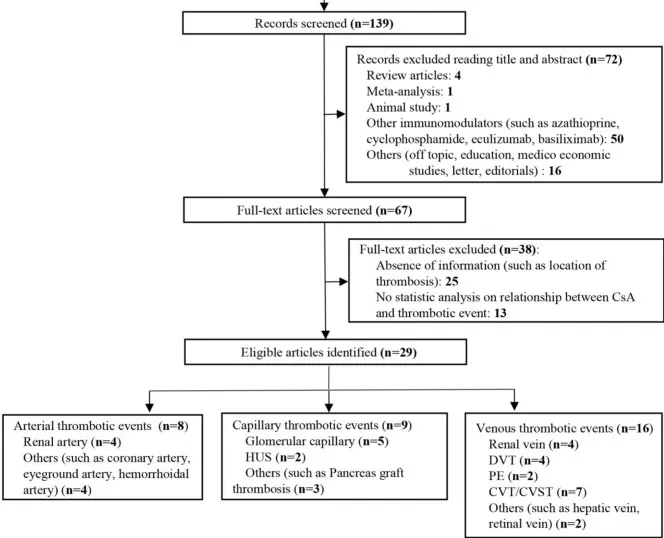 Records screened (n=139)
Records excluded reading title and abstract (n=72)
Review articles: 4
Meta-analysis: 1
Animal study: 1
Other immunomodulators (such as azathioprine,
cyclophosphamide, eculizumab, basiliximab): 50
Others (off topic, education, medico economic
studies, letter, editorials) : 16
Full-text articles screened (n=67)
Full-text articles excluded (n=38):
Absence of information (such as location of
thrombosis): 25
No statistic analysis on relationship between CsA
and thrombotic event: 13
Eligible articles identified (n=29)
Arterial thrombotic events (n=8)
Renal artery (n=4)
Others (such as coronary artery,
eyeground artery, hemorrhoidal
artery) (n=4)
Capillary thrombotic events (n=9)
Glomerular capillary (n=5)
HUS (n=2)
Others (such as Pancreas graft
thrombosis (n=3)
Venous thrombotic events (n=16)
Renal vein (n=4)
DVT (n=4)
PE (n=2)
CVT/CVST (n=7)
Others (such as hepatic vein,
retinal vein) (n=2)